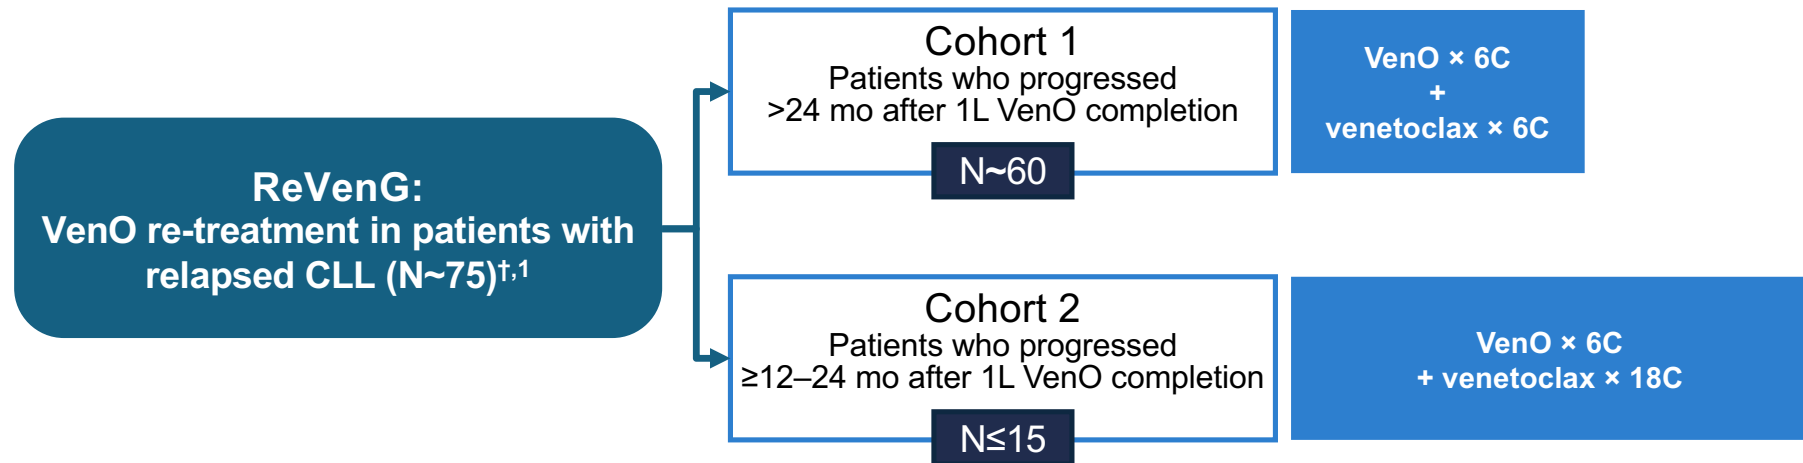 ReVenG:
VenO re-treatment in patients with
relapsed CLL (N~75)†,1
Cohort 1
Patients who progressed
>24 mo after 1L VenO completion
N~60
VenO × 6C
+
venetoclax × 6C
Cohort 2
Patients who progressed
≥12–24 mo after 1L VenO completion
N≤15
VenO × 6C
+ venetoclax × 18C